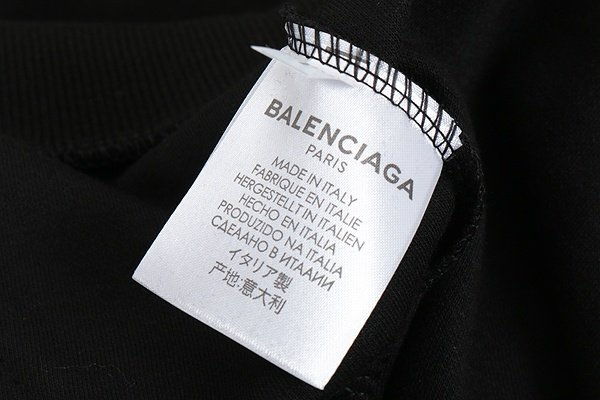 BALENCIAGA
PARIS
MADE IN ITALY
FABRIQUE EN ITALIE
HERGESTELLT IN ITALIEN
HECHO EN ITALIA
PRODUZIDO NA ITALIA
СДЕЛАНО В ИТАЛИИ
イタリア製
产地:意大利